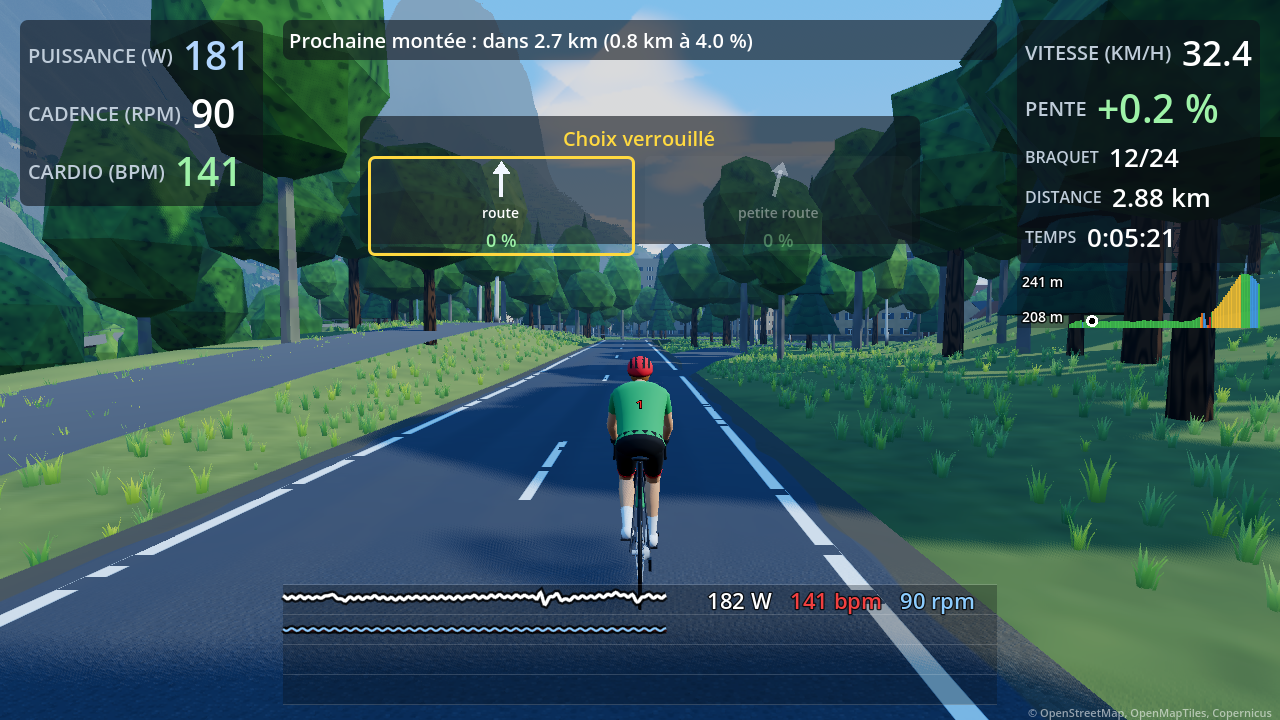 PUISSANCE (W) 181
CADENCE (RPM) 90
CARDIO (BPM) 141
Prochaine montée : dans 2.7 km (0.8 km à 4.0 %)
Choix verrouillé
route
0 %
petite route
0 %
VITESSE (KM/H) 32.4
PENTE +0.2 %
BRAQUET 12/24
DISTANCE 2.88 km
TEMPS 0:05:21
241 m
208 m
1
182 W 141 bpm 90 rpm
© OpenStreetMap, OpenMapTiles, Copernicus